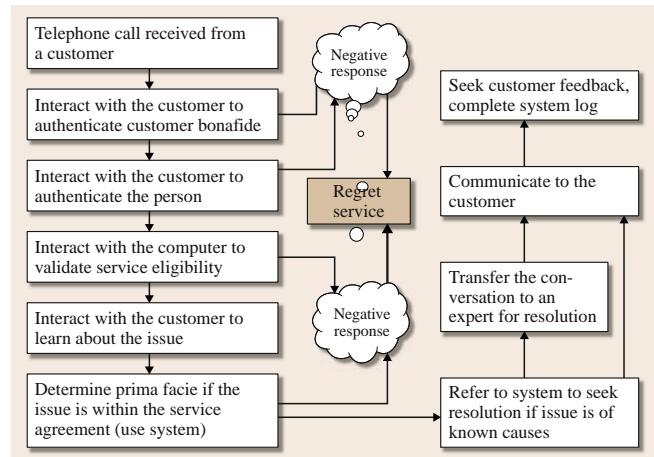 Telephone call received from
a customer
Interact with the customer to
authenticate customer bonafide
Interact with the customer to
authenticate the person
Interact with the computer to
validate service eligibility
Interact with the customer to
learn about the issue
Determine prima facie if the
issue is within the service
agreement (use system)
Negative
response
Regret
service
Negative
response
Seek customer feedback,
complete system log
Communicate to the
customer
Transfer the con-
versation to an
expert for resolution
Refer to system to seek
resolution if issue is of
known causes